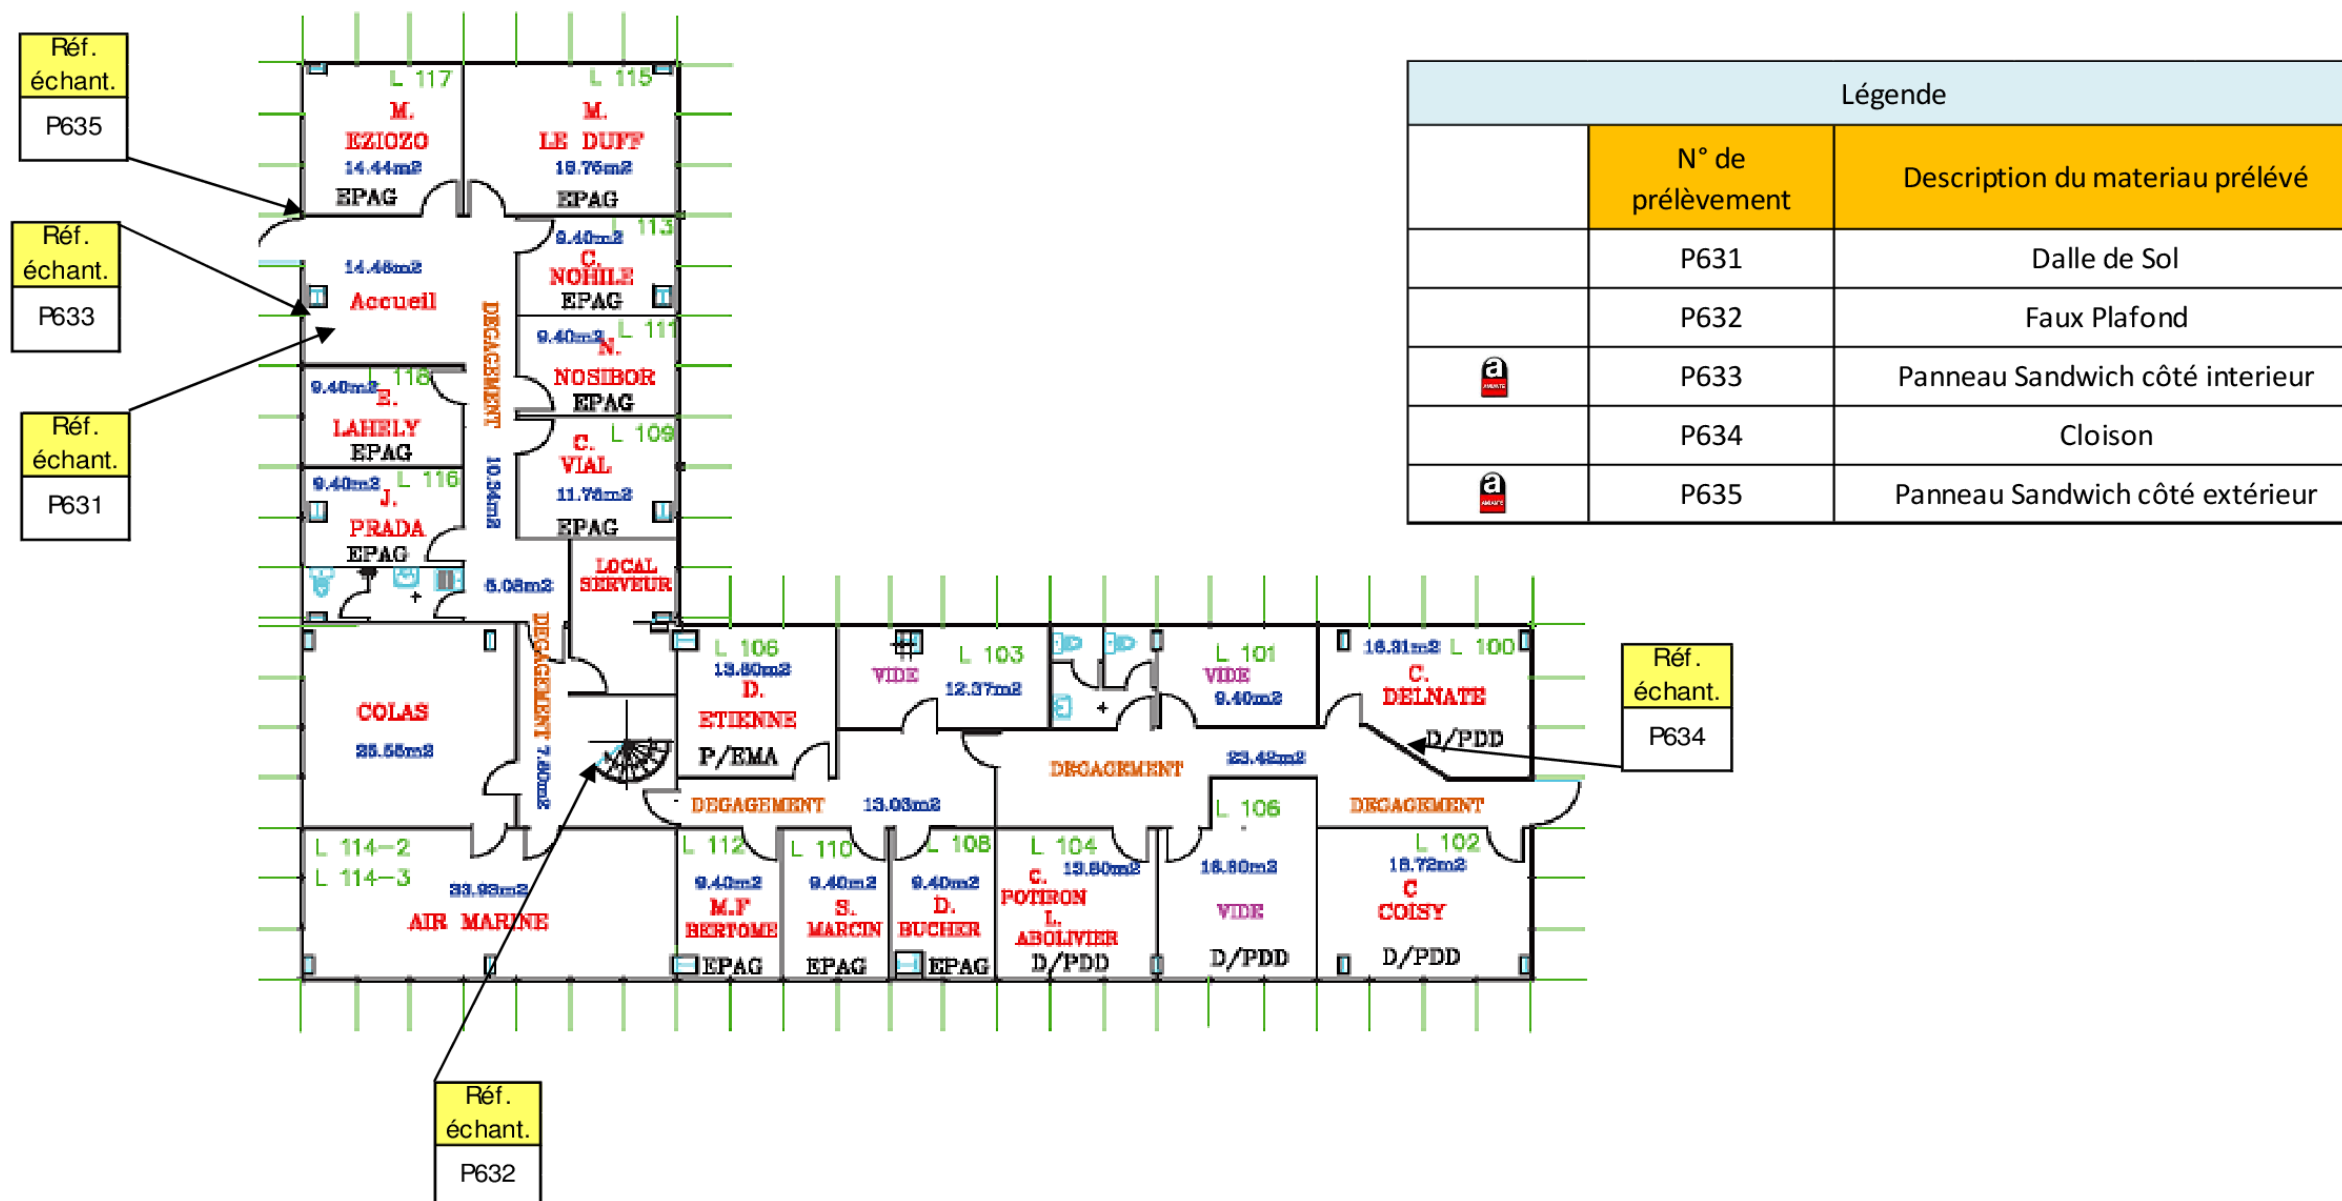 Réf.
échant.
P635
Réf.
échant.
P633
Réf.
échant.
P631
L 117
M.
EZIOZO
14.44m2
EPAG
L 115
M.
LE DUFF
18.76m2
EPAG
L 113
9.40m2
C.
NOHILE
EPAG
14.46m2
Accueil
DEGAGEMENT
10.34m2
L 111
9.40m2
N.
NOSIBOR
EPAG
L 118
9.40m2
E.
LAHELY
EPAG
L 109
C.
VIAL
11.76m2
EPAG
L 116
9.40m2
J.
PRADA
EPAG
LOCAL
SERVEUR
5.08m2
DEGAGEMENT 7.80m2
COLAS
25.56m2
L 114-2
L 114-3
33.93m2
AIR MARINE
L 106
13.80m2
D.
ETIENNE
P/EMA
L 103
VIDE
12.37m2
L 101
VIDE
9.40m2
16.31m2 L 100
C.
DELNATE
D/PDD
DEGAGEMENT 13.03m2
DEGAGEMENT 23.42m2
DEGAGEMENT
L 112
9.40m2
M.F
BERTOME
EPAG
L 110
9.40m2
S.
MARCIN
EPAG
L 108
9.40m2
D.
BUCHER
EPAG
L 104
13.80m2
C.
POTIRON
L.
ABOLIVIER
D/PDD
L 106
16.80m2
VIDE
D/PDD
L 102
18.72m2
C
COISY
D/PDD
Réf.
échant.
P634
Réf.
échant.
P632
Légende
N° de
prélèvement
Description du materiau prélévé
P631 Dalle de Sol
P632 Faux Plafond
a
P633 Panneau Sandwich côté interieur
P634 Cloison
a
P635 Panneau Sandwich côté extérieur